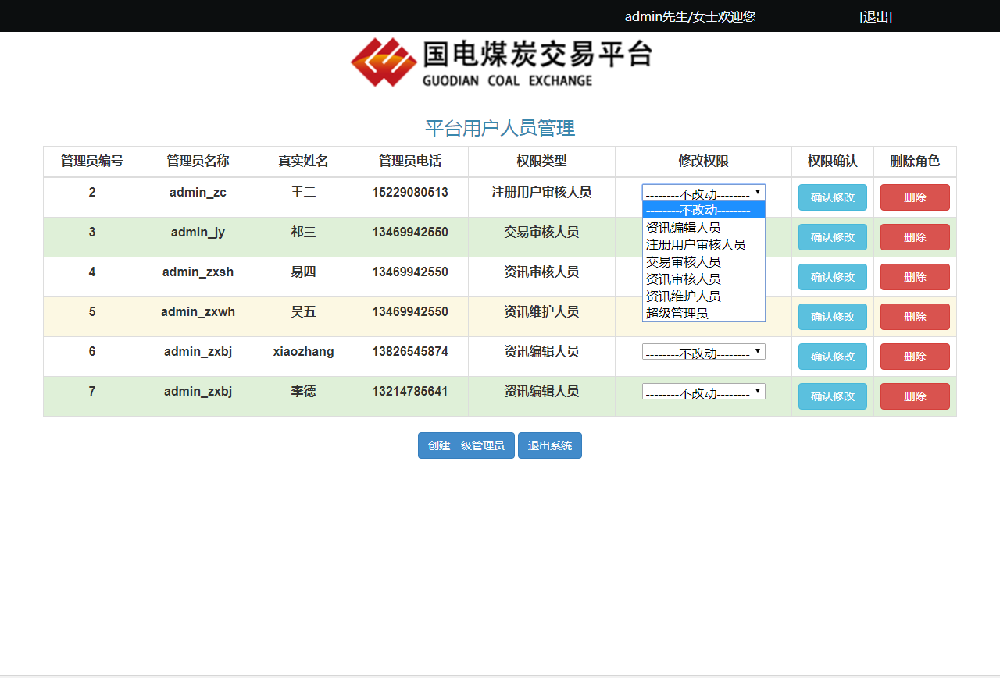 admin先生/女士欢迎您 [退出]
国电煤炭交易平台
GUODIAN COAL EXCHANGE
平台用户人员管理
管理员编号 管理员名称 真实姓名 管理员电话 权限类型 修改权限 权限确认 删除角色
2 admin_zc 王二 15229080513 注册用户审核人员 --------不改动-------- 确认修改 删除
--------不改动--------
资讯编辑人员
注册用户审核人员
交易审核人员
资讯审核人员
资讯维护人员
超级管理员
3 admin_jy 祁三 13469942550 交易审核人员 确认修改 删除
4 admin_zxsh 易四 13469942550 资讯审核人员 确认修改 删除
5 admin_zxwh 吴五 13469942550 资讯维护人员 确认修改 删除
6 admin_zxbj xiaozhang 13826545874 资讯编辑人员 --------不改动-------- 确认修改 删除
7 admin_zxbj 李德 13214785641 资讯编辑人员 --------不改动-------- 确认修改 删除
创建二级管理员 退出系统